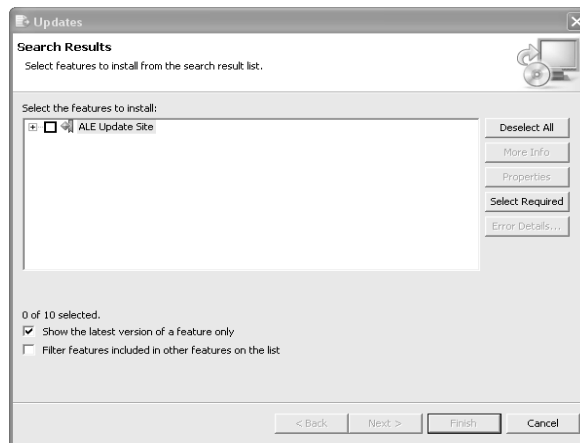 Updates
Search Results
Select features to install from the search result list.
Select the features to install:
ALE Update Site
Deselect All
More Info
Properties
Select Required
Error Details...
0 of 10 selected.
Show the latest version of a feature only
Filter features included in other features on the list
< Back
Next >
Finish
Cancel